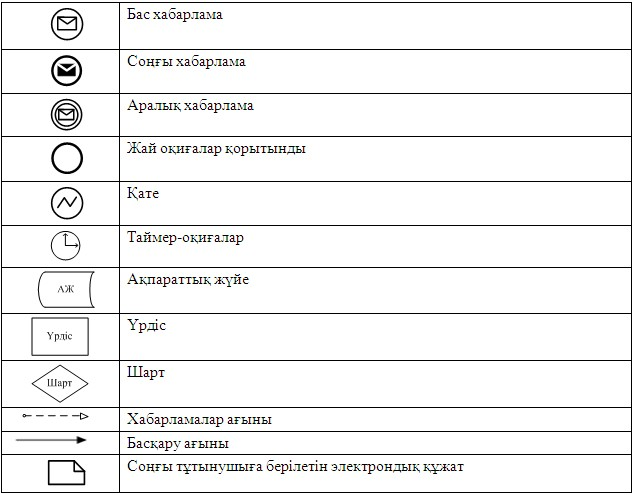 Бас хабарлама
Соңғы хабарлама
Аралық хабарлама
Жай оқиғалар қорытынды
Қате
Таймер-оқиғалар
АЖ Ақпараттық жүйе
Үрдіс Үрдіс
Шарт Шарт
Хабарламалар ағыны
Басқару ағыны
Соңғы тұтынушыға берілетін электрондық құжат